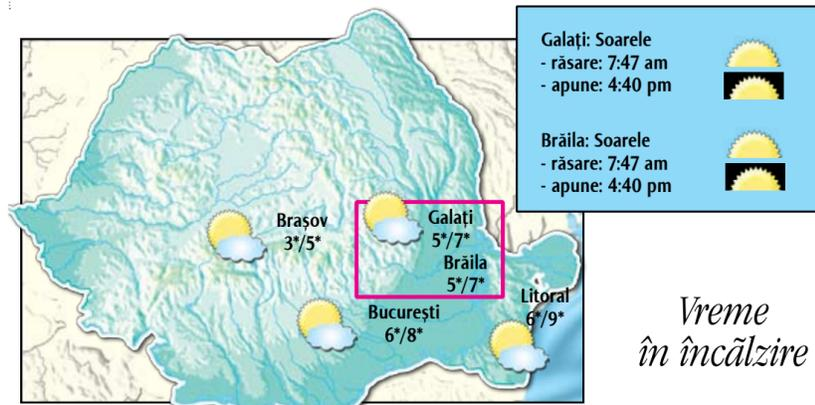 Galați: Soarele
- răsare: 7:47 am
- apune: 4:40 pm
Brăila: Soarele
- răsare: 7:47 am
- apune: 4:40 pm
Brașov
3*/5*
Galați
5*/7*
Brăila
5*/7*
București
6*/8*
Litoral
6*/9*
Vreme
în încãlzire